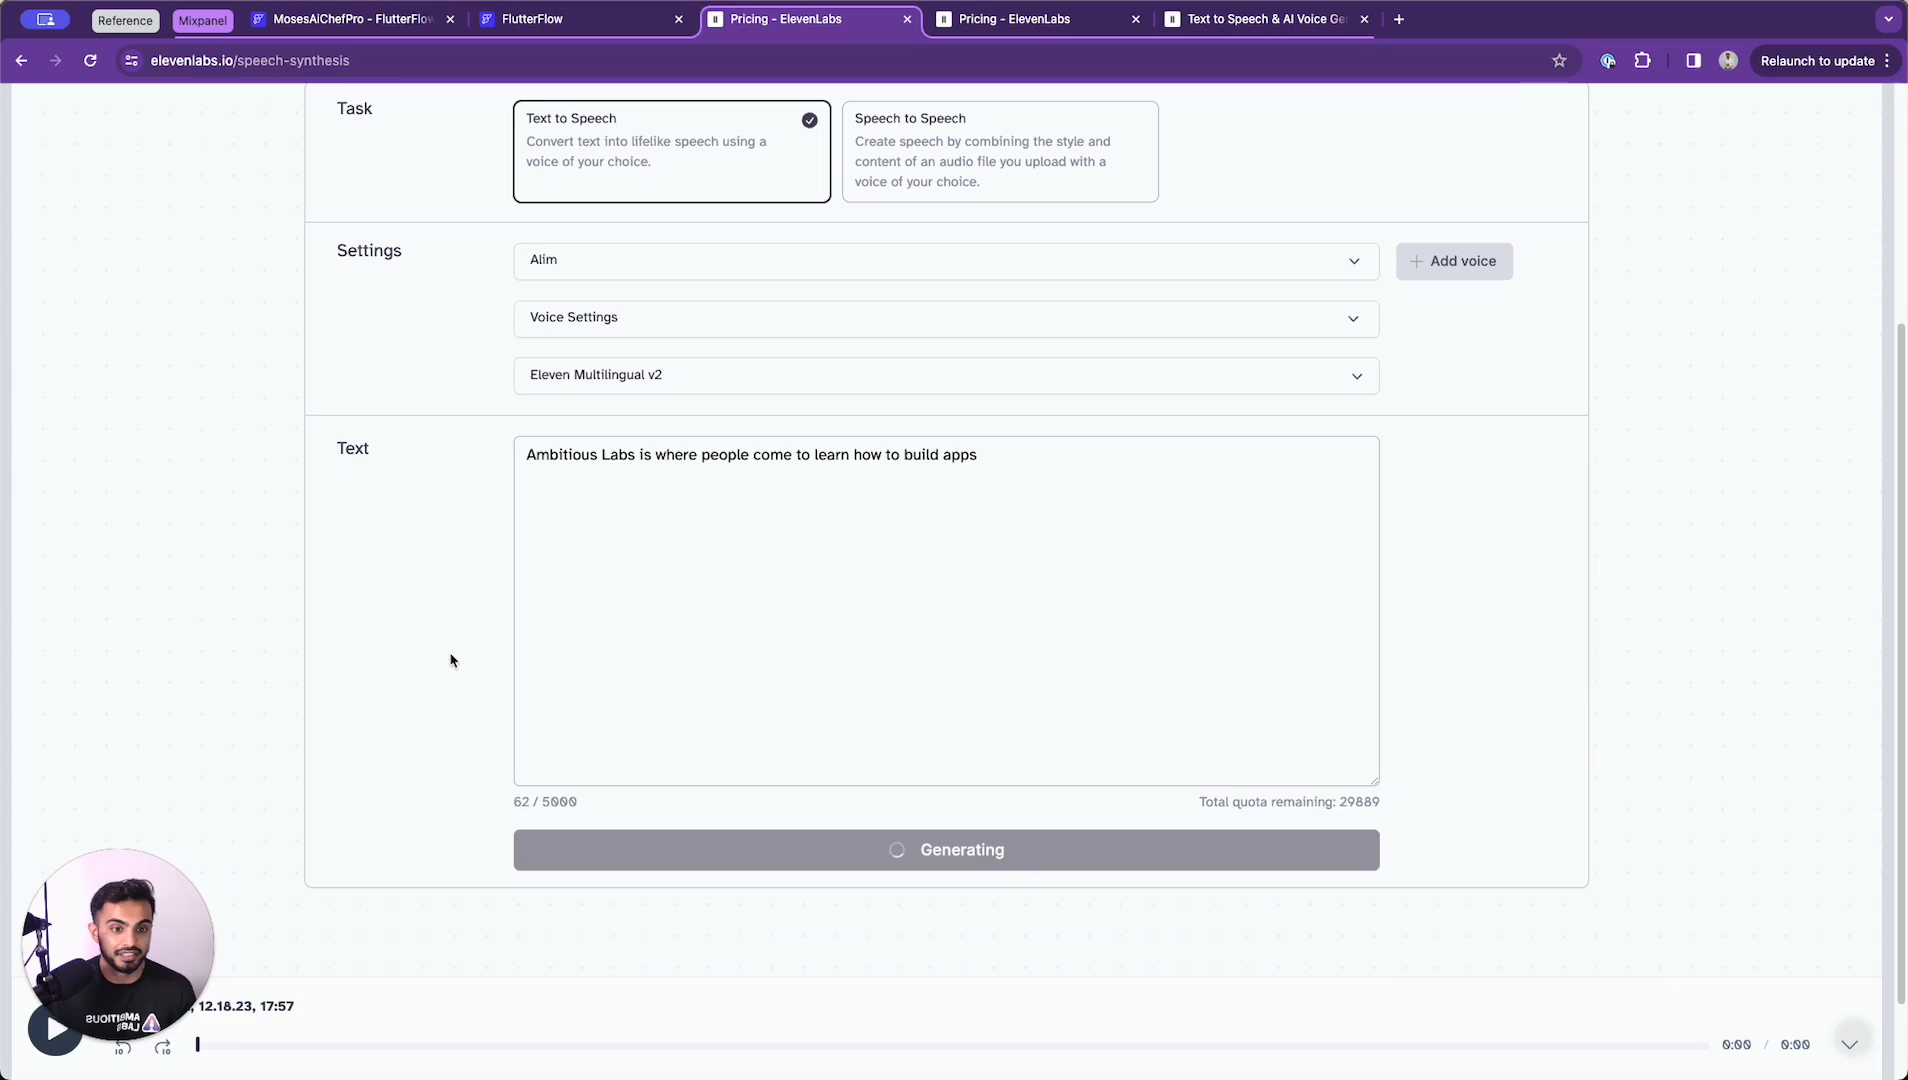 Reference
Mixpanel
MosesAiChefPro - FlutterFlow
FlutterFlow
Pricing - ElevenLabs
Pricing - ElevenLabs
Text to Speech & AI Voice Ge
elevenlabs.io/speech-synthesis
Relaunch to update
Task
Text to Speech
Convert text into lifelike speech using a
voice of your choice.
Speech to Speech
Create speech by combining the style and
content of an audio file you upload with a
voice of your choice.
Settings
Alim
Add voice
Voice Settings
Eleven Multilingual v2
Text
Ambitious Labs is where people come to learn how to build apps
62 / 5000
Total quota remaining: 29889
Generating
, 12.18.23, 17:57
AMBITIOUS
LABS
10
10
0:00 / 0:00